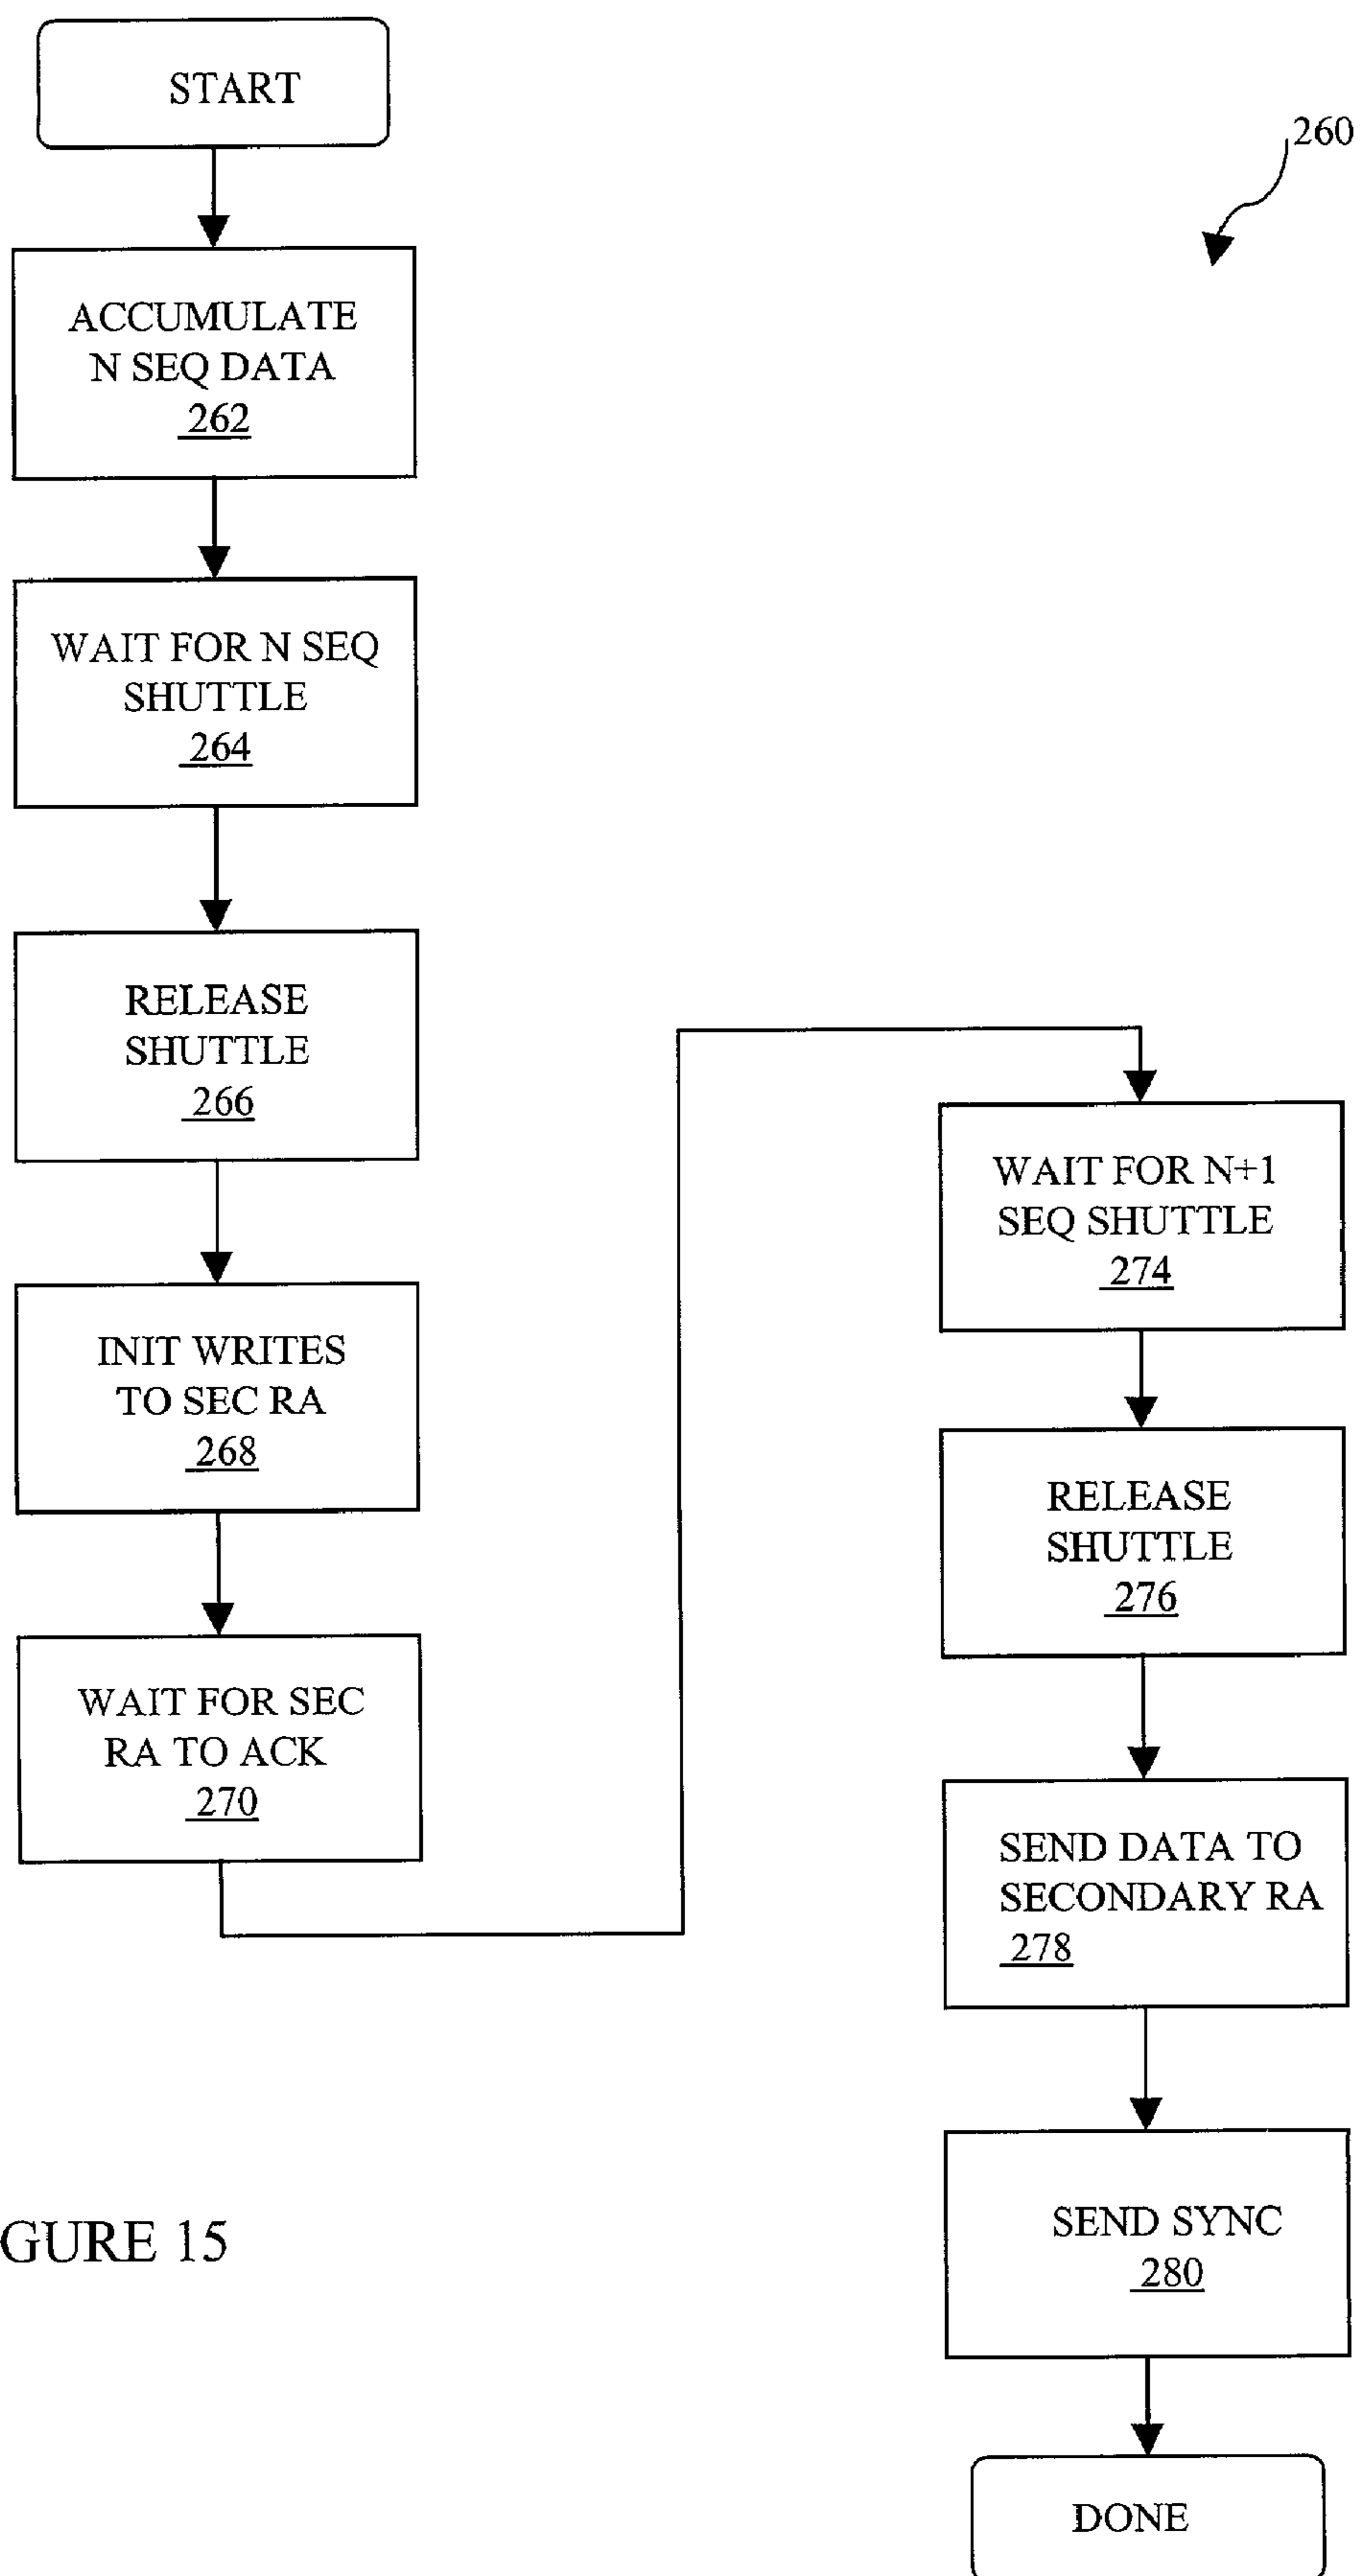 START
260
ACCUMULATE
N SEQ DATA
262
WAIT FOR N SEQ
SHUTTLE
264
RELEASE
SHUTTLE
266
INIT WRITES
TO SEC RA
268
WAIT FOR SEC
RA TO ACK
270
WAIT FOR N+1
SEQ SHUTTLE
274
RELEASE
SHUTTLE
276
SEND DATA TO
SECONDARY RA
278
SEND SYNC
280
DONE
GURE 15